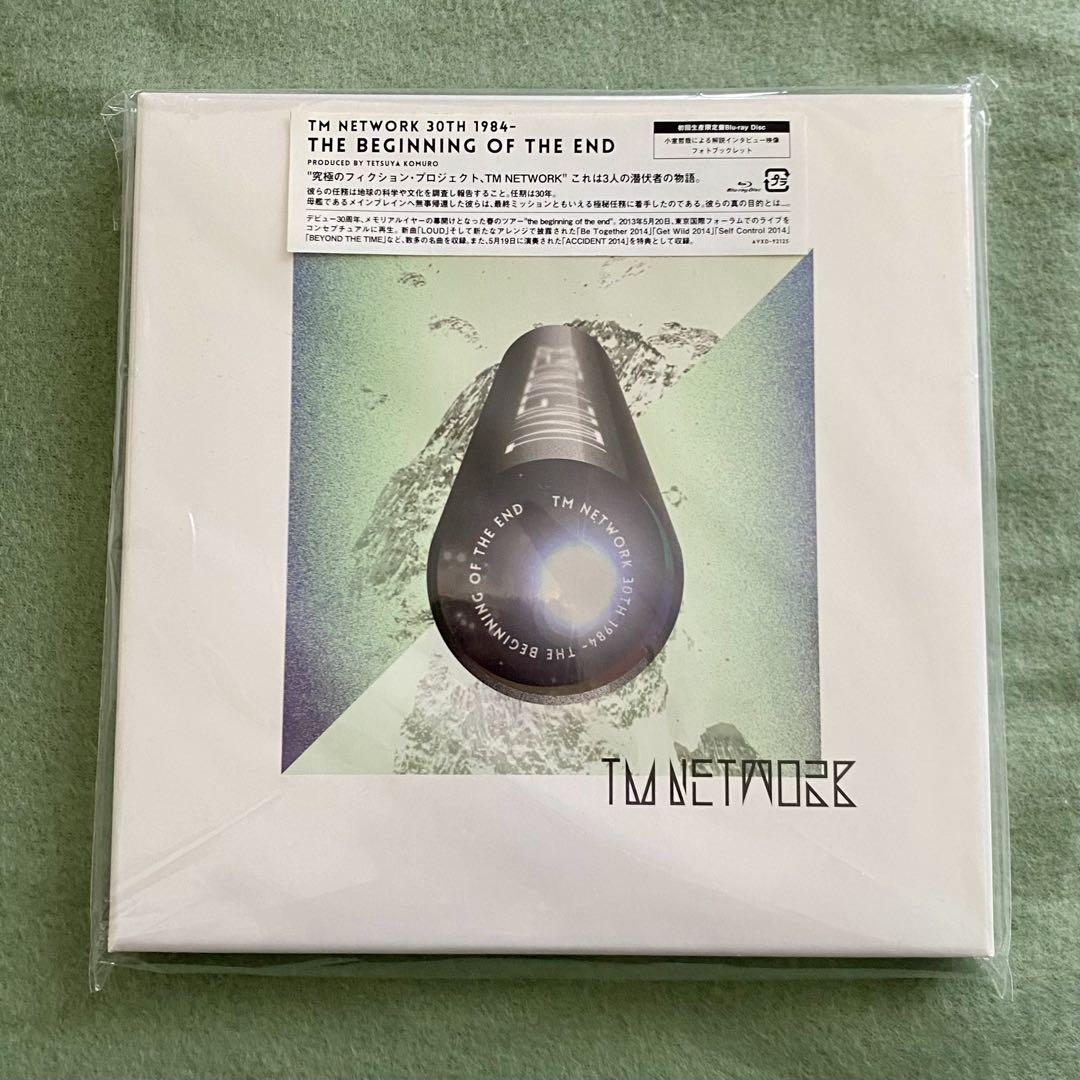 TM NETWORK 30TH 1984-
THE BEGINNING OF THE END
PRODUCED BY TETSUYA KOMURO
初回生産限定盤Blu-ray Disc
小室哲哉による解説インタビュー映像
フォトブックレット
"究極のフィクション・プロジェクト、TM NETWORK" これは3人の潜伏者の物語。
彼らの任務は地球の科学や文化を調査し報告すること。任期は30年。
母艦であるメインブレインへ無事帰還した彼らは、最終ミッションともいえる極秘任務に着手したのである。彼らの真の目的とは……
Blu-ray Disc
プラ
デビュー30周年、メモリアルイヤーの幕開けとなった春のツアー"the beginning of the end"。2013年5月20日、東京国際フォーラムでのライブを
コンセプチュアルに再生。新曲「LOUD」そして新たなアレンジで披露された「Be Together 2014」「Get Wild 2014」「Self Control 2014」
「BEYOND THE TIME」など、数多の名曲を収録。また、5月19日に演奏された「ACCIDENT 2014」を特典として収録。
AVXD-92125
TM NETWORK 30TH 1984- THE BEGINNING OF THE END
TM NETWORK